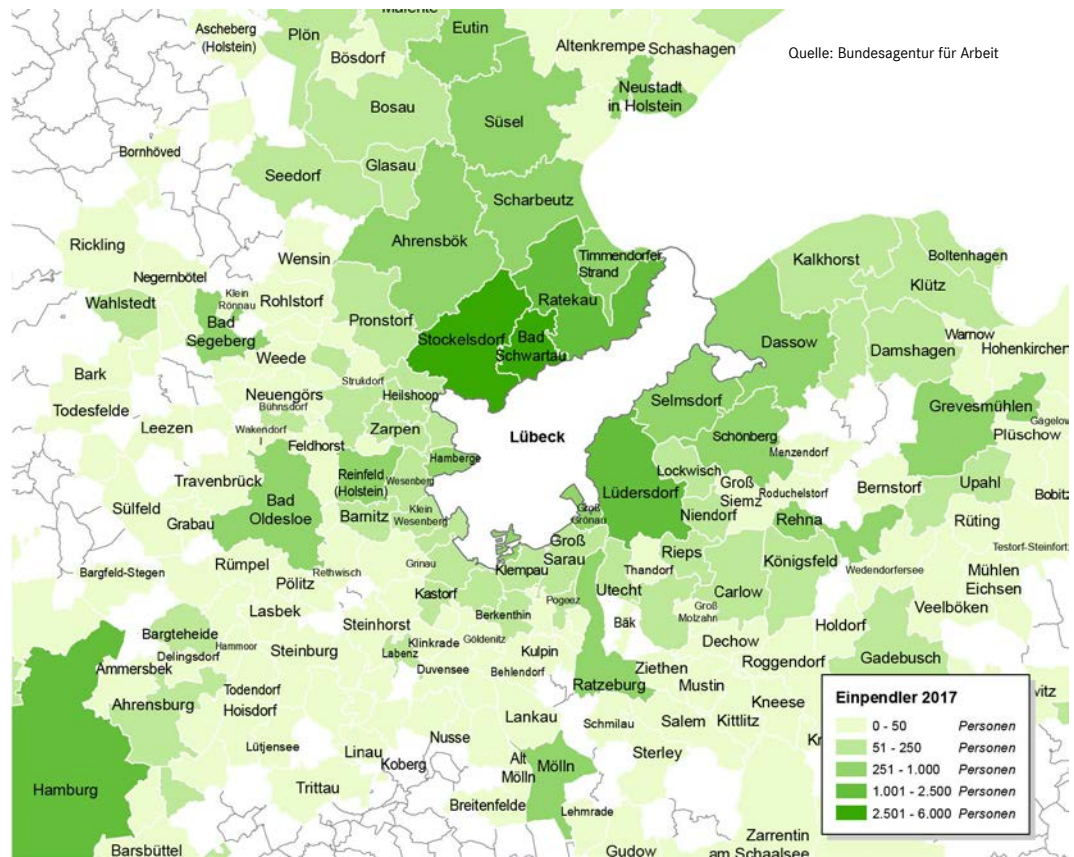 Malente
Ascheberg
(Holstein)
Plön
Eutin
Bösdorf
Altenkrempe
Schashagen
Quelle: Bundesagentur für Arbeit
Neustadt
in Holstein
Bosau
Süsel
Bornhöved
Glasau
Seedorf
Scharbeutz
Rickling
Wensin
Ahrensbök
Timmendorfer
Strand
Kalkhorst
Boltenhagen
Negernbötel
Klein
Rönnau
Rohlstorf
Klütz
Wahlstedt
Ratekau
Bad
Segeberg
Pronstorf
Stockelsdorf
Bad
Schwartau
Dassow
Warnow
Damshagen
Hohenkirchen
Weede
Bark
Strukdorf
Neuengörs
Heilshoop
Selmsdorf
Grevesmühlen
Todesfelde
Bühnsdorf
Gägelow
Leezen
Wakendorf
I
Zarpen
Lübeck
Schönberg
Plüschow
Feldhorst
Hamberge
Menzendorf
Travenbrück
Reinfeld
(Holstein)
Wesenberg
Lockwisch
Groß
Siemz
Bernstorf
Upahl
Sülfeld
Bad
Oldesloe
Lüdersdorf
Roduchelstorf
Bobitz
Grabau
Barnitz
Klein
Wesenberg
Groß
Grönau
Niendorf
Rehna
Rüting
Testorf-Steinfort
Groß
Sarau
Rieps
Königsfeld
Bargfeld-Stegen
Rümpel
Rethwisch
Grinau
Klempau
Thandorf
Wedendorfersee
Mühlen
Eichsen
Pölitz
Kastorf
Utecht
Carlow
Lasbek
Berkenthin
Pogeez
Groß
Molzahn
Veelböken
Steinhorst
Bäk
Holdorf
Bargteheide
Hammoor
Steinburg
Klinkrade
Göldenitz
Dechow
Delingsdorf
Labenz
Kulpin
Roggendorf
Gadebusch
Ammersbek
Duvensee
Behlendorf
Ziethen
Ratzeburg
Mustin
Todendorf
Ahrensburg
Hoisdorf
Kneese
Lankau
Schmilau
Salem
Kittlitz
Nusse
Lütjensee
Linau
Koberg
Alt
Mölln
Mölln
Sterley
Hamburg
Trittau
Breitenfelde
Lehmrade
Barsbüttel
Gudow
Zarrentin
am Schaalsee
Einpendler 2017
0 - 50 Personen
51 - 250 Personen
251 - 1.000 Personen
1.001 - 2.500 Personen
2.501 - 6.000 Personen